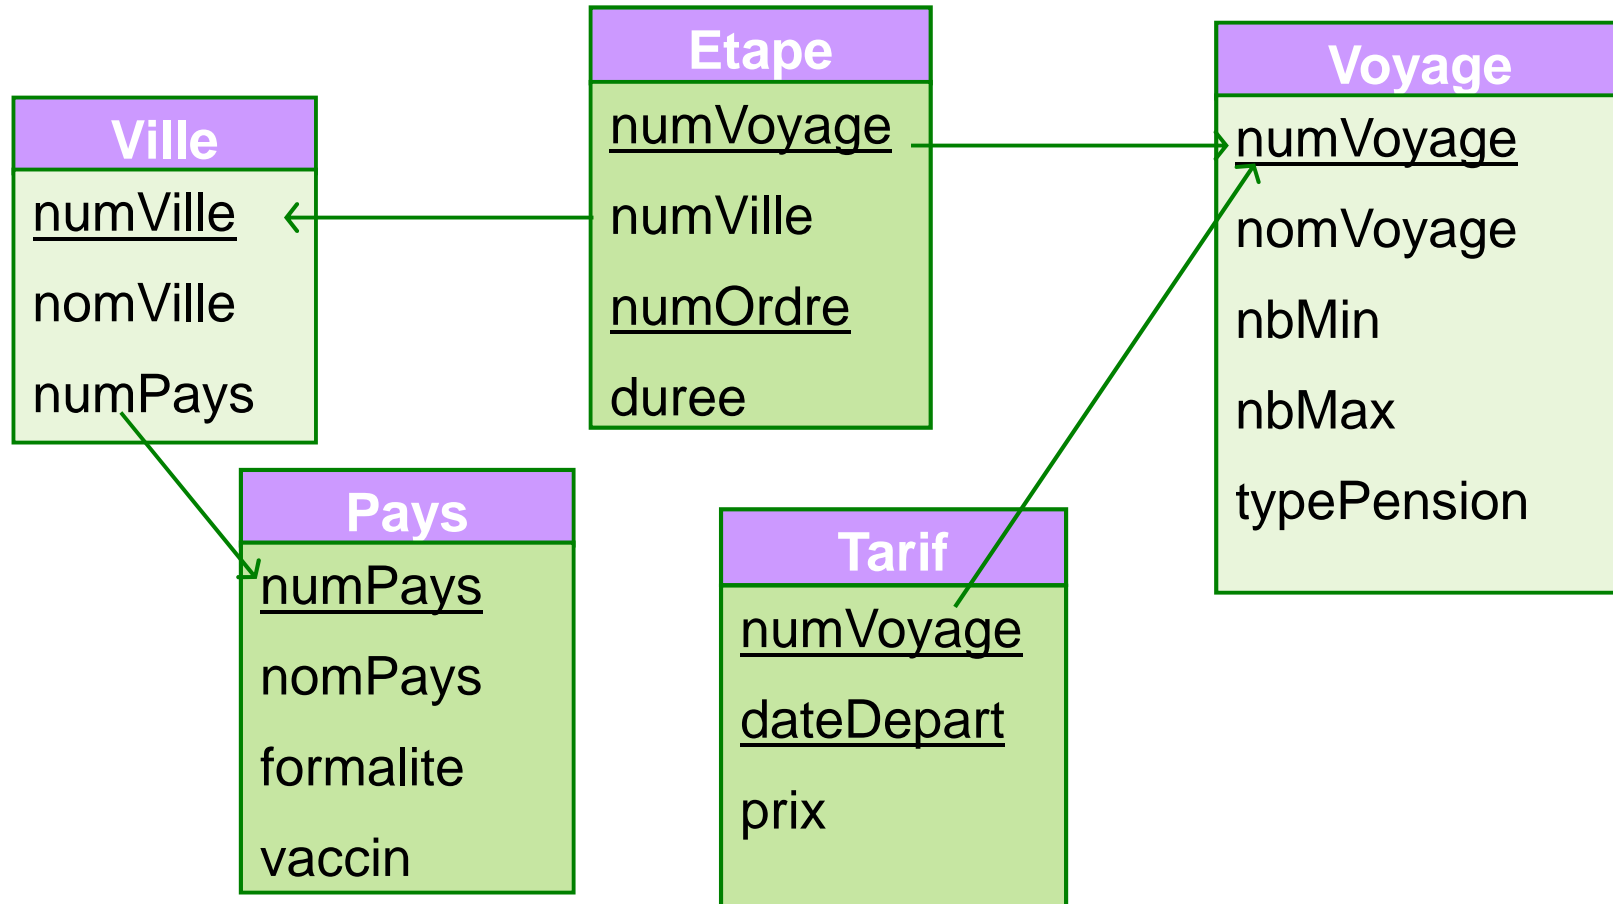 Ville
numVille
nomVille
numPays
Etape
numVoyage
numVille
numOrdre
duree
Voyage
numVoyage
nomVoyage
nbMin
nbMax
typePension
Pays
numPays
nomPays
formalite
vaccin
Tarif
numVoyage
dateDepart
prix